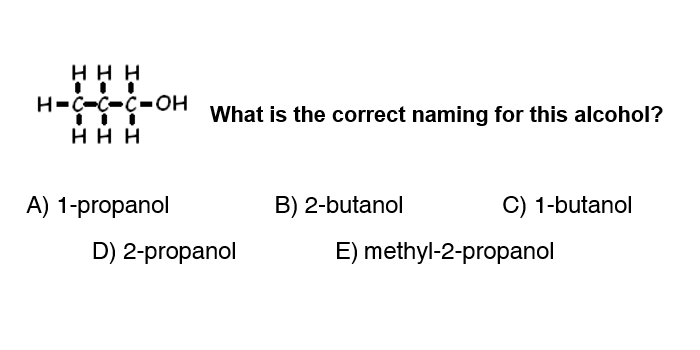 H H H
H-C-C-C-OH
H H H
What is the correct naming for this alcohol?
A) 1-propanol B) 2-butanol C) 1-butanol
D) 2-propanol E) methyl-2-propanol